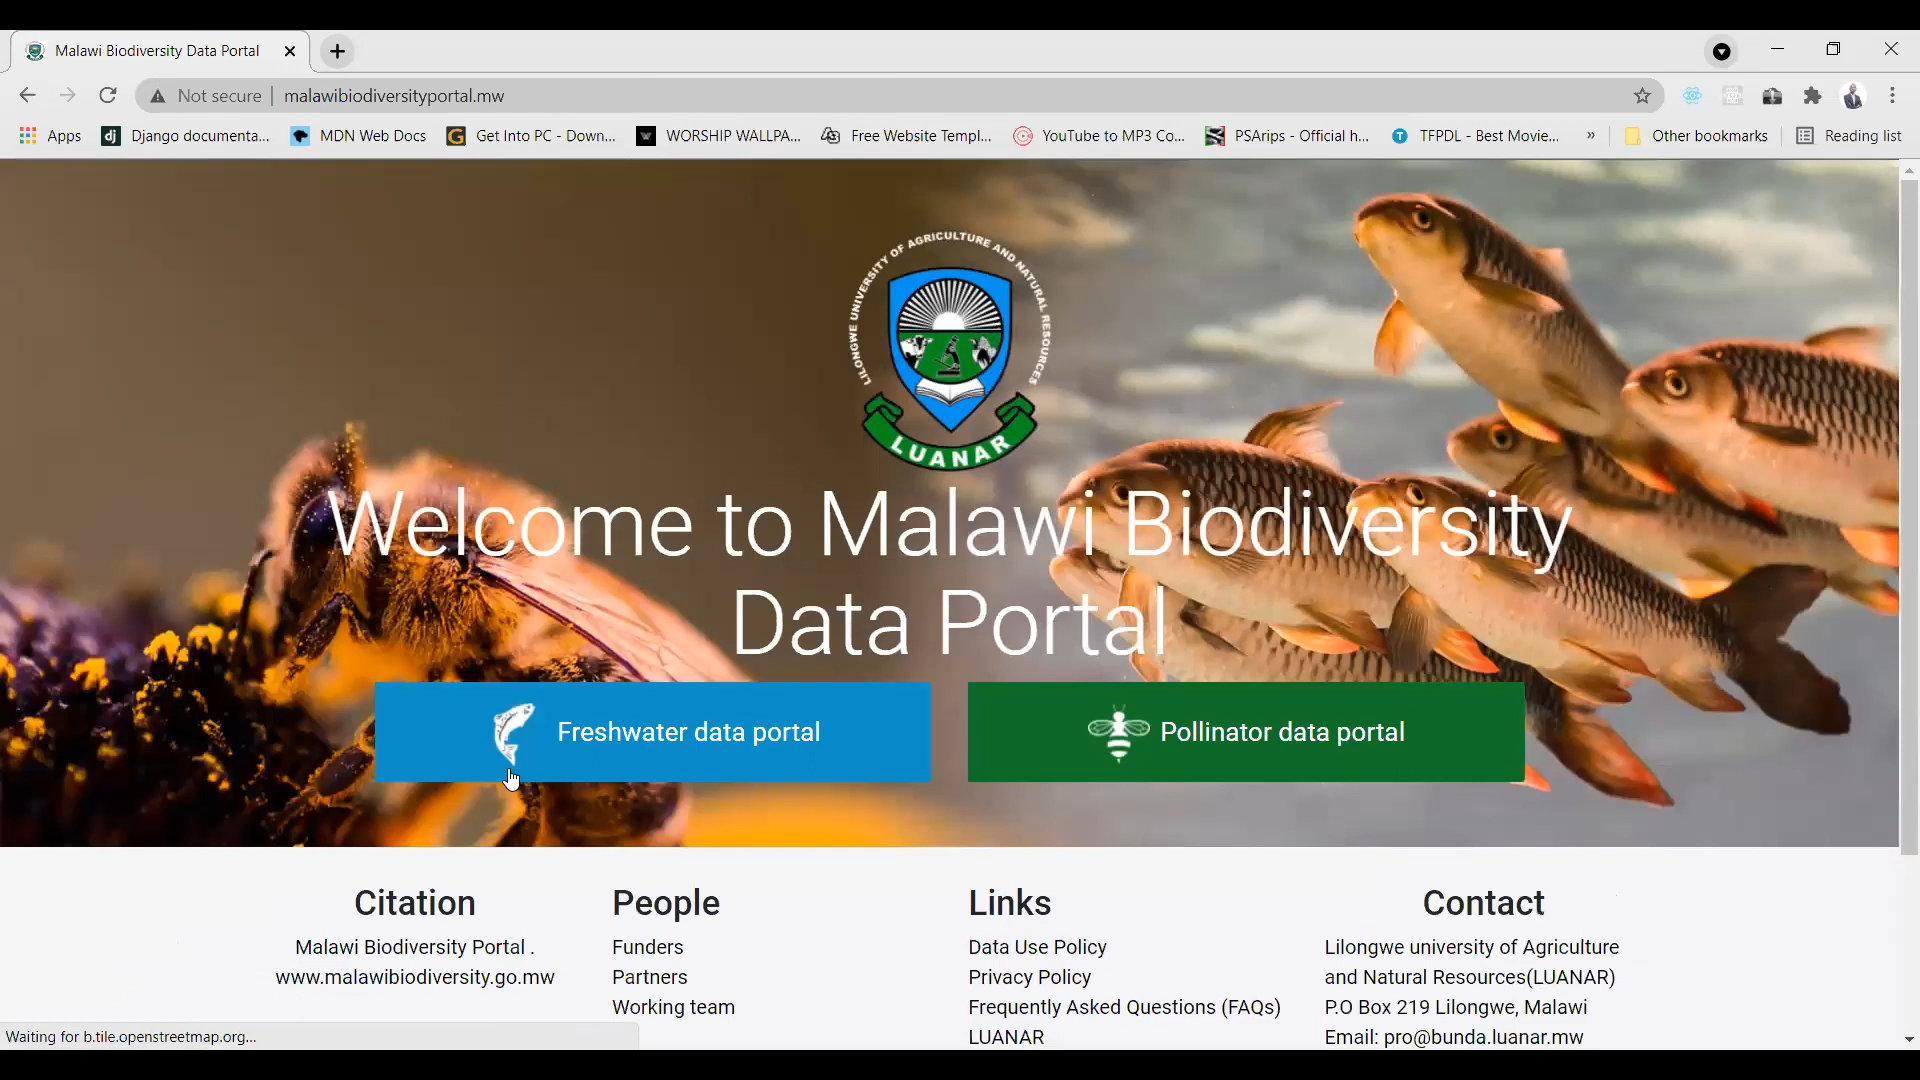 Malawi Biodiversity Data Portal
Not secure
malawibiodiversityportal.mw
Apps
Django documenta...
MDN Web Docs
Get Into PC - Down...
WORSHIP WALLPA...
Free Website Templ...
YouTube to MP3 Co...
PSArips - Official h...
TFPDL - Best Movie...
»
Other bookmarks
Reading list
LILONGWE UNIVERSITY OF AGRICULTURE AND NATURAL RESOURCES
LUANAR
Welcome to Malawi Biodiversity
Data Portal
Freshwater data portal
Pollinator data portal
Citation
Malawi Biodiversity Portal .
www.malawibiodiversity.go.mw
People
Funders
Partners
Working team
Links
Data Use Policy
Privacy Policy
Frequently Asked Questions (FAQs)
LUANAR
Contact
Lilongwe university of Agriculture
and Natural Resources(LUANAR)
P.O Box 219 Lilongwe, Malawi
Email: pro@bunda.luanar.mw
Waiting for b.tile.openstreetmap.org...